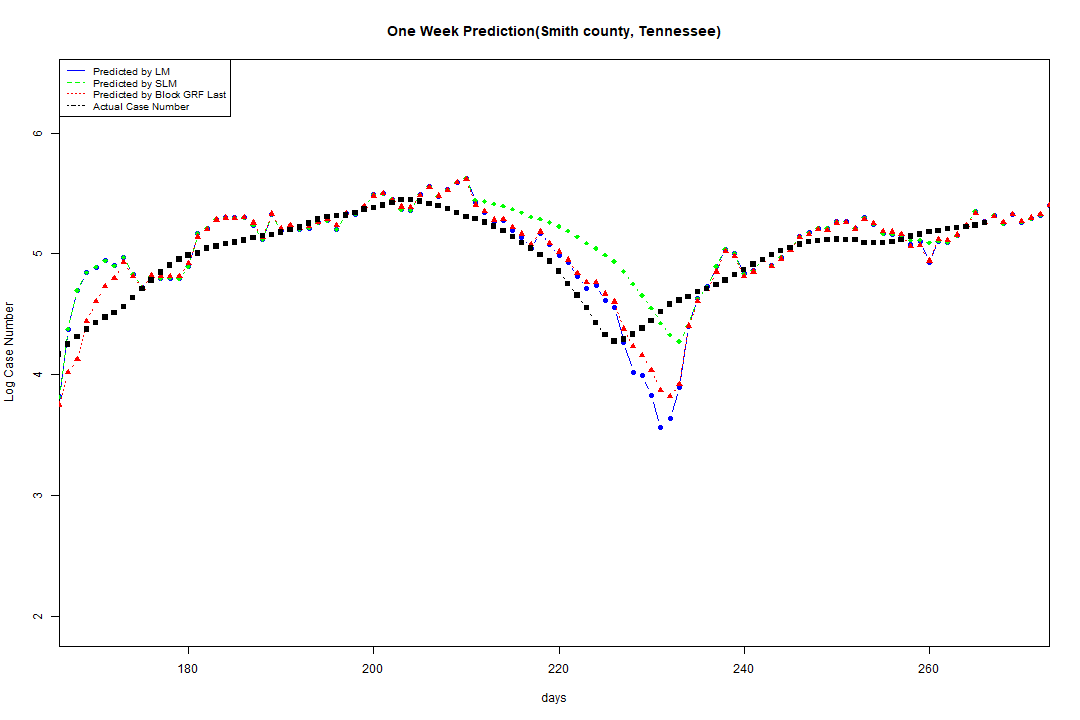 One Week Prediction(Smith county, Tennessee)
Predicted by LM
Predicted by SLM
Predicted by Block GRF Last
Actual Case Number
6
5
4
3
2
Log Case Number
180 200 220 240 260
days